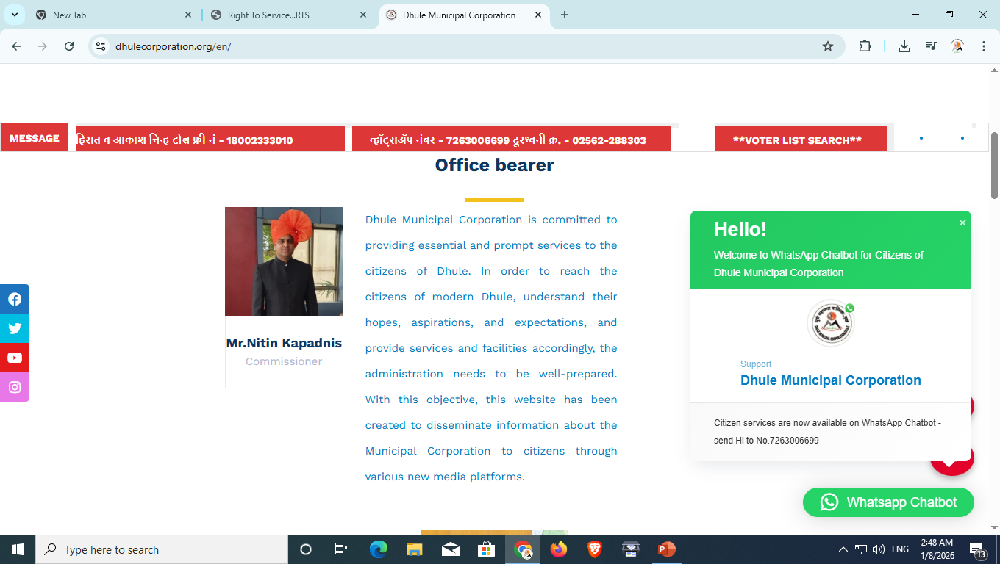 New Tab
Right To Service...RTS
Dhule Municipal Corporation
dhulecorporation.org/en/
MESSAGE
हिरात व आकाश चिन्ह टोल फ्री नं - 18002333010
व्हॉट्सॲप नंबर - 7263006699 दूरध्वनी क्र. - 02562-288303
**VOTER LIST SEARCH**
Office bearer
Mr.Nitin Kapadnis
Commissioner
Dhule Municipal Corporation is committed to
providing essential and prompt services to the
citizens of Dhule. In order to reach the
citizens of modern Dhule, understand their
hopes, aspirations, and expectations, and
provide services and facilities accordingly, the
administration needs to be well-prepared.
With this objective, this website has been
created to disseminate information about the
Municipal Corporation to citizens through
various new media platforms.
Hello!
Welcome to WhatsApp Chatbot for Citizens of
Dhule Municipal Corporation
Support
Dhule Municipal Corporation
Citizen services are now available on WhatsApp Chatbot -
send Hi to No.7263006699
Whatsapp Chatbot
Type here to search
ENG
2:48 AM
1/8/2026
13